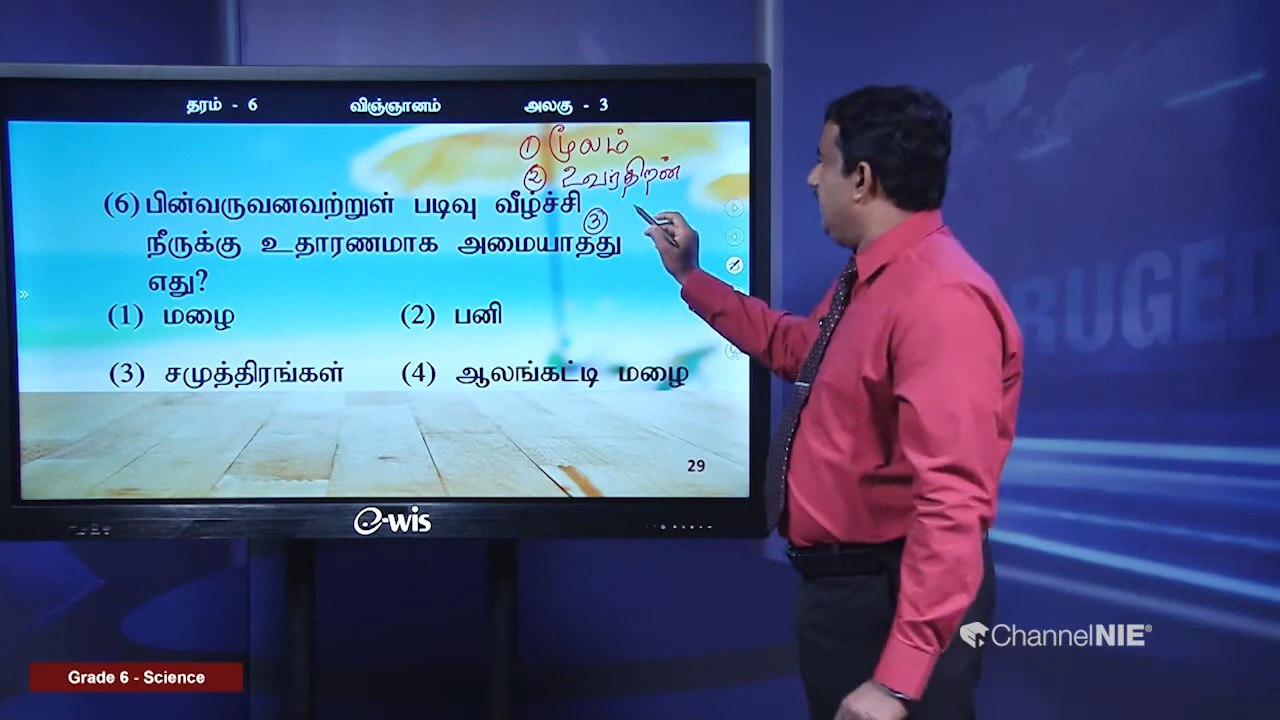 தரம் - 6 விஞ்ஞானம் அலகு - 3
① மூலம்
② உவர்திறன்
③
(6) பின்வருவனவற்றுள் படிவு வீழ்ச்சி
நீருக்கு உதாரணமாக அமையாதது
எது?
(1) மழை (2) பனி
(3) சமுத்திரங்கள் (4) ஆலங்கட்டி மழை
29
e-wis
RUGED
ChannelNIE®
Grade 6 - Science